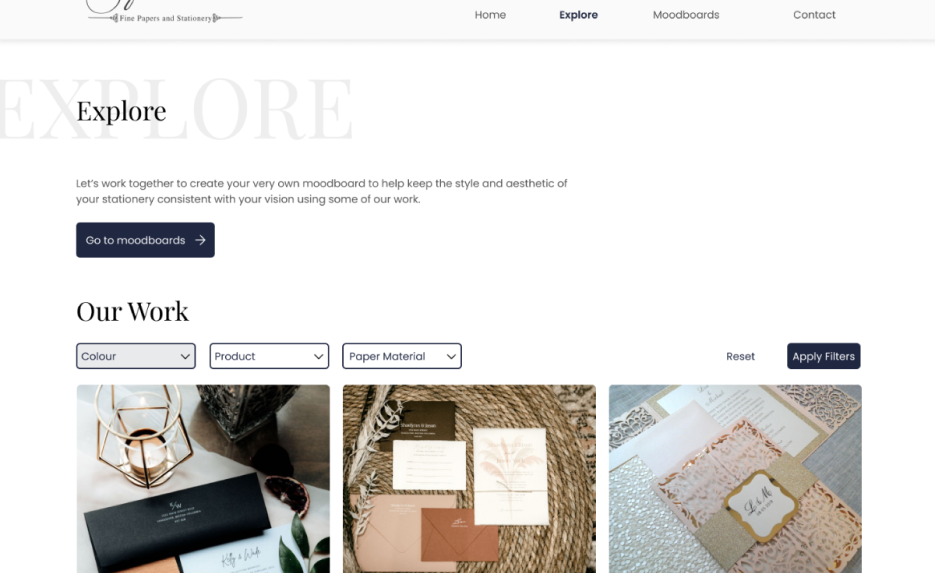 Fine Papers and Stationery
Home Explore Moodboards Contact
EXPLORE
Explore
Let's work together to create your very own moodboard to help keep the style and aesthetic of
your stationery consistent with your vision using some of our work.
Go to moodboards
Our Work
Colour Product Paper Material Reset Apply Filters
Kelly & Wade
L & M